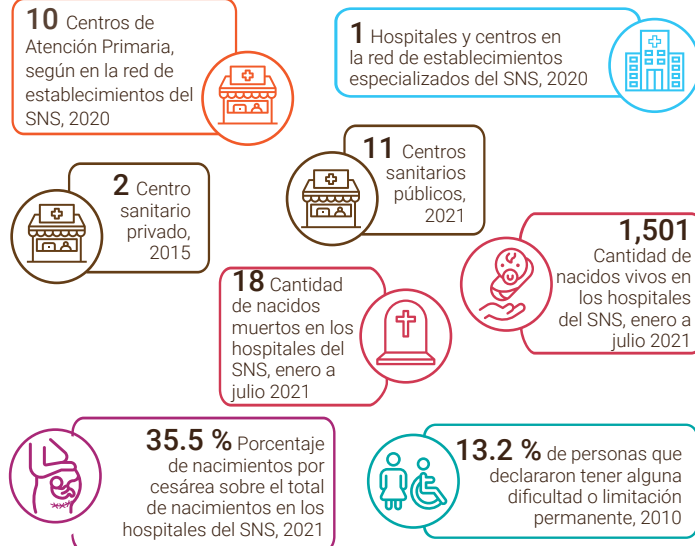 10 Centros de
Atención Primaria,
según en la red de
establecimientos del
SNS, 2020
1 Hospitales y centros en
la red de establecimientos
especializados del SNS, 2020
2 Centro
sanitario
privado,
2015
11 Centros
sanitarios
públicos,
2021
18 Cantidad
de nacidos
muertos en los
hospitales del
SNS, enero a
julio 2021
1,501
Cantidad de
nacidos vivos en
los hospitales
del SNS, enero a
julio 2021
35.5 % Porcentaje
de nacimientos por
cesárea sobre el total
de nacimientos en los
hospitales del SNS, 2021
13.2 % de personas que
declararon tener alguna
dificultad o limitación
permanente, 2010